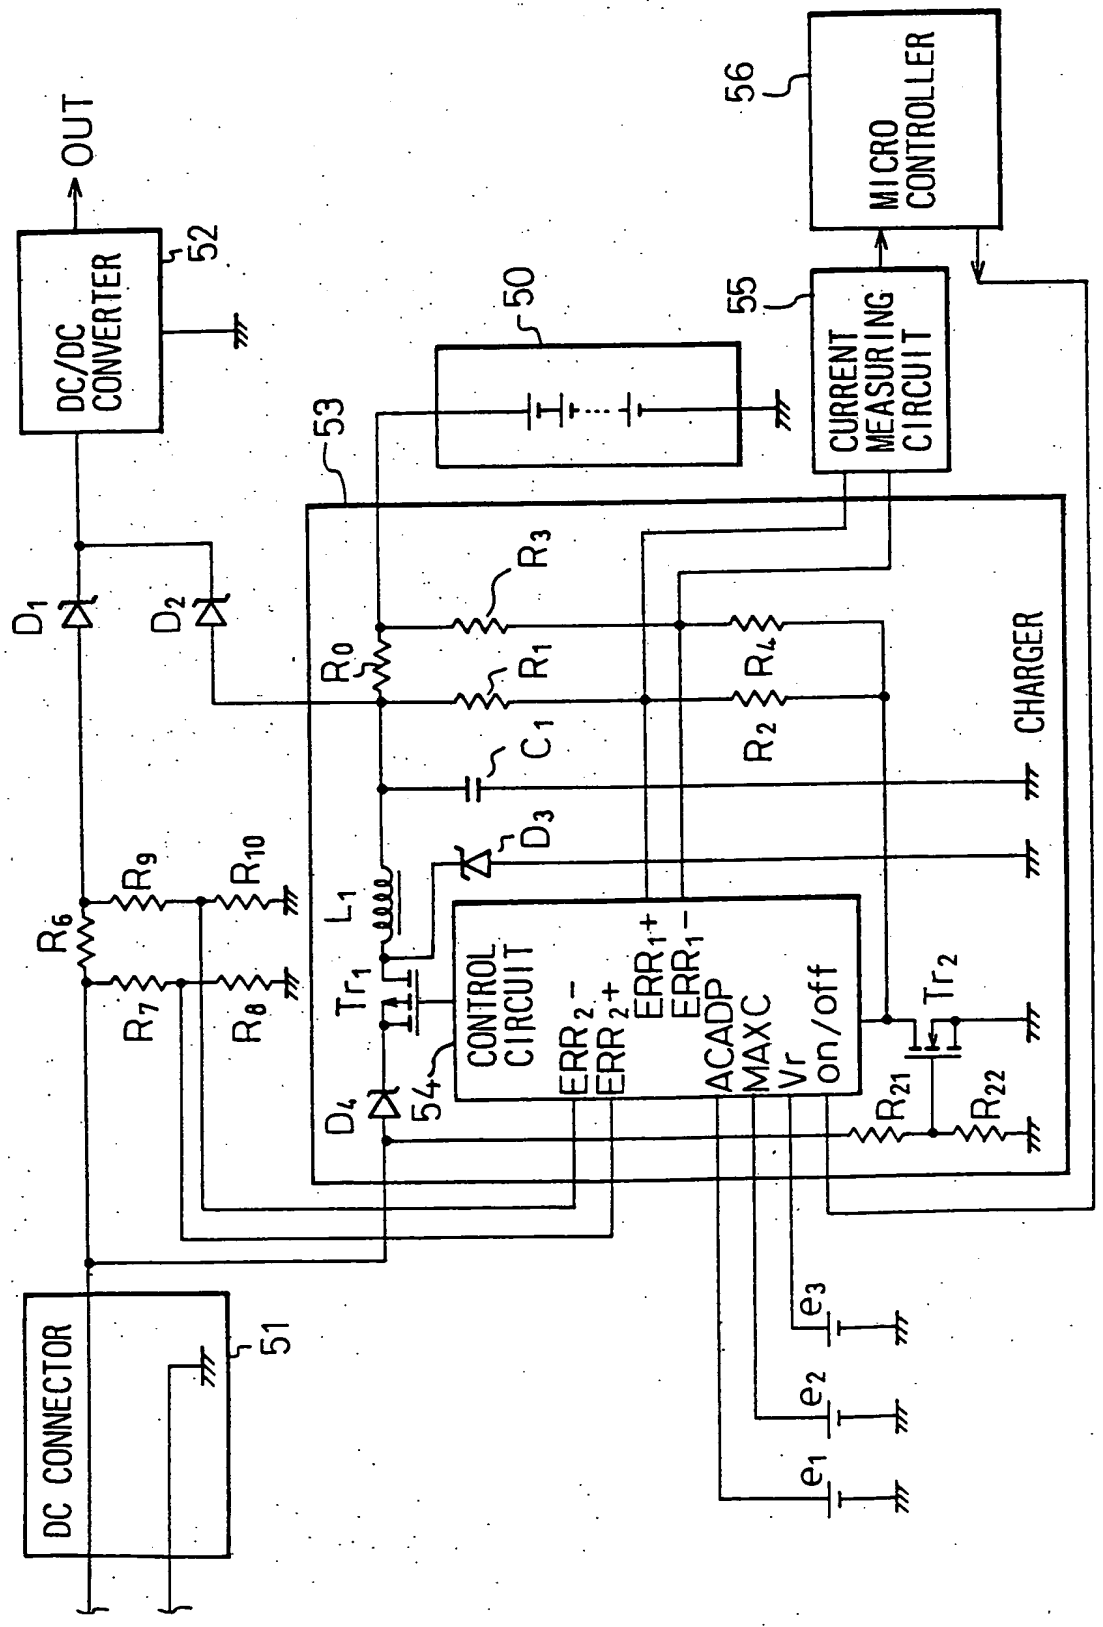 DC CONNECTOR
51
R6
R7
R8
R9
R10
D1
D2
DC/DC
CONVERTER
52
OUT
53
D4
Tr1
L1
R0
54
CONTROL
CIRCUIT
ERR2-
ERR2+
ERR1+
ERR1-
ACADP
MAXC
Vr
on/off
D3
C1
R1
R3
R2
R4
50
R21
R22
Tr2
CHARGER
e1
e2
e3
55
CURRENT
MEASURING
CIRCUIT
56
MICRO
CONTROLLER